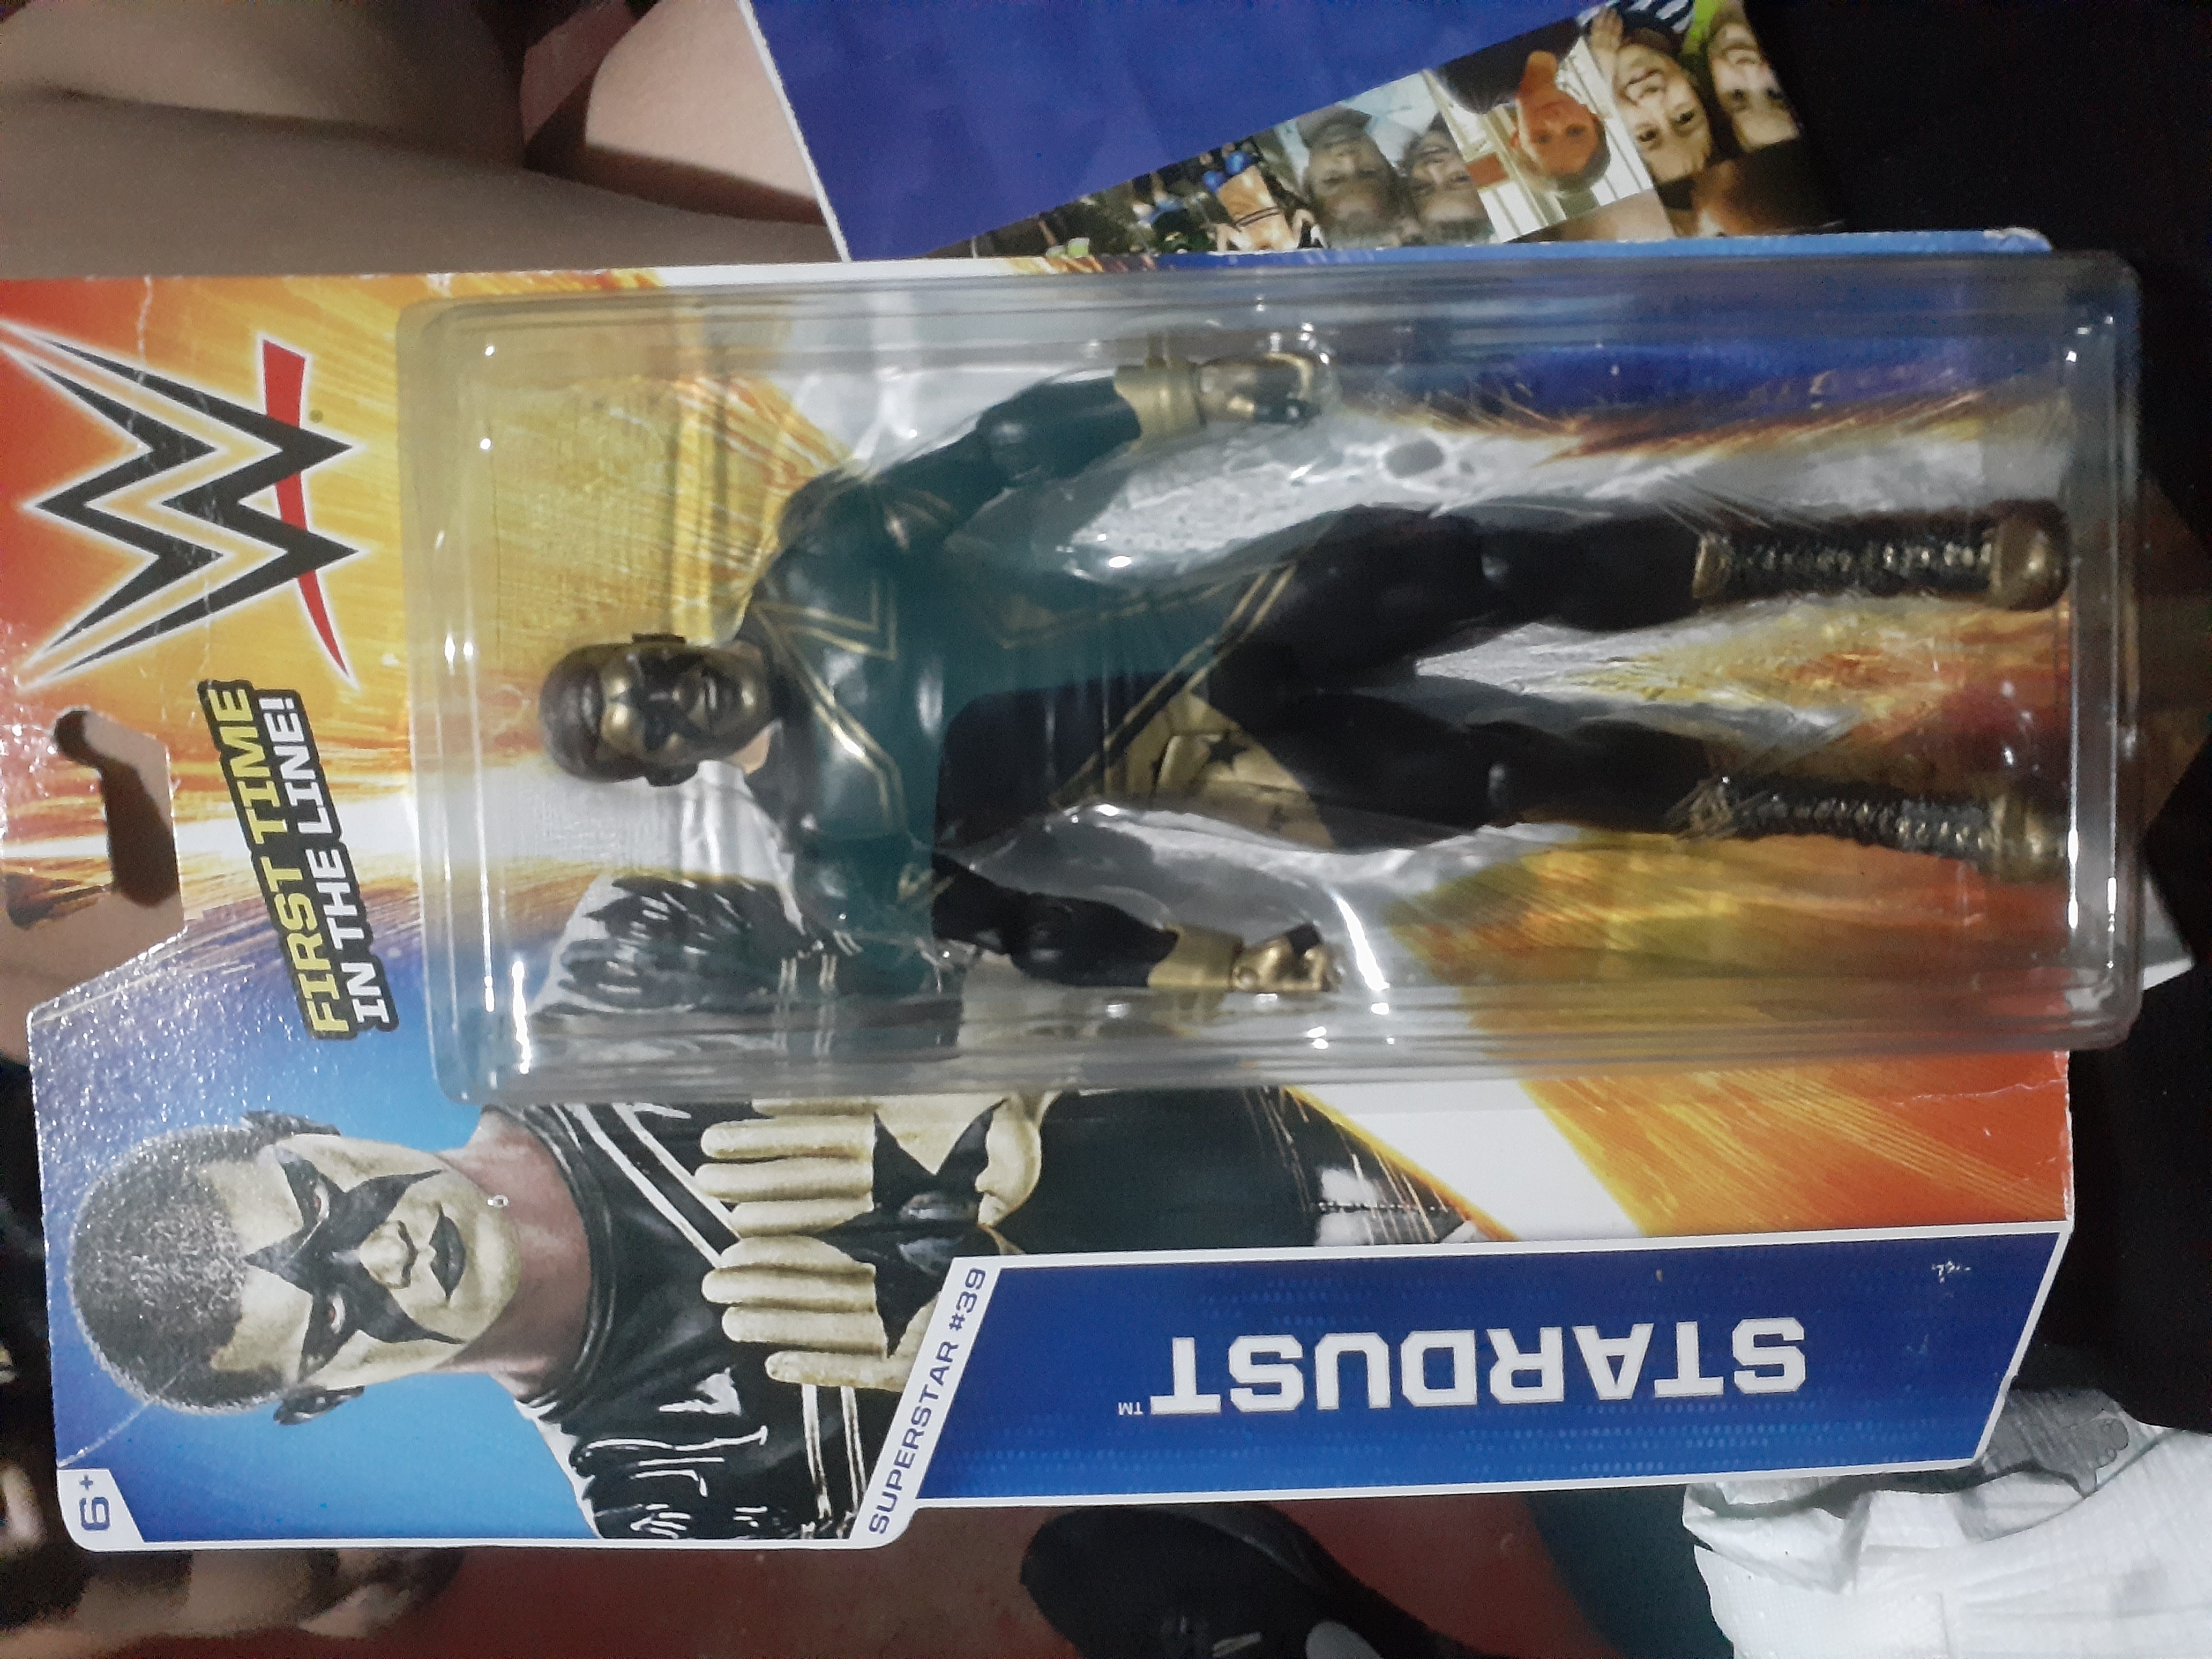 W
FIRST TIME
IN THE LINE!
6+
SUPERSTAR #39
STARDUST™